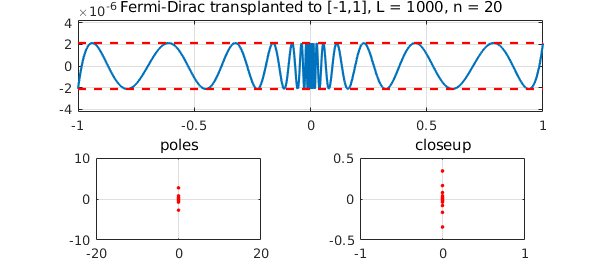 ×10^-6 Fermi-Dirac transplanted to [-1,1], L = 1000, n = 20
4
2
0
-2
-4
-1 -0.5 0 0.5 1
poles closeup
10 0.5
0 0
-10 -0.5
-20 0 20 -1 0 1